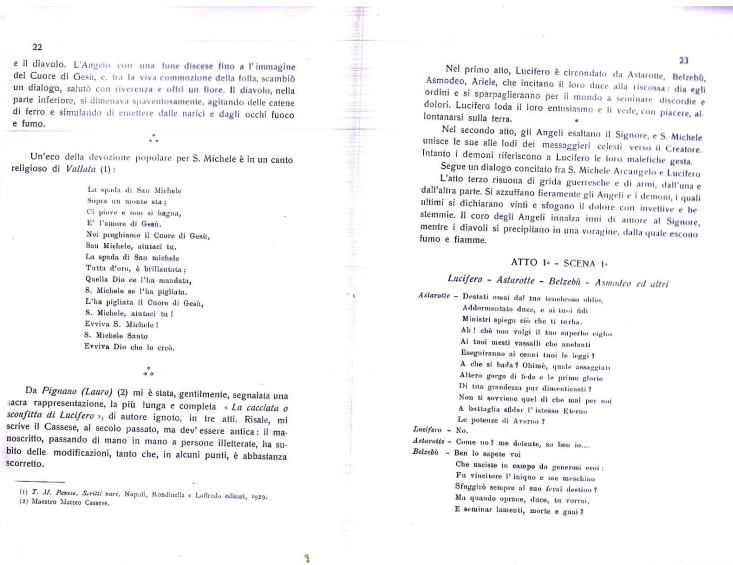 22
e il diavolo. L'Angelo con una fune discese fino a l'immagine
del Cuore di Gesù, e, tra la viva commozione della folla, scambiò
un dialogo, salutò con riverenza e offrì un fiore. Il diavolo, nella
parte inferiore, si dimenava spaventosamente, agitando delle catene
di ferro e simulando di emettere dalle narici e dagli occhi fuoco
e fumo.
Un'eco della devozione popolare per S. Michele è in un canto
religioso di Vallata (1) :
La spada di San Michele
Sopra un monte sta ;
Ci piove e non si bagna,
E' l'amore di Gesù.
Noi preghiamo il Cuore di Gesù,
San Michele, aiutaci tu.
La spada di San michele
Tutta d'oro, è brillantata ;
Quella Dio ce l'ha mandata,
S. Michele se l'ha pigliata.
L'ha pigliata il Cuore di Gesù,
S. Michele, aiutaci tu !
Evviva S. Michele !
S. Michele Santo
Evviva Dio che lo creò.
Da Pignano (Lauro) (2) mi è stata, gentilmente, segnalata una
sacra rappresentazione, la più lunga e completa « La cacciata o
sconfitta di Lucifero », di autore ignoto, in tre atti. Risale, mi
scrive il Cassese, al secolo passato, ma dev'essere antica : il ma-
noscritto, passando di mano in mano a persone illetterate, ha su-
bìto delle modificazioni, tanto che, in alcuni punti, è abbastanza
scorretto.
(1) T. M. Pavese, Scritti vari, Napoli, Rondinella e Loffredo editori, 1929.
(2) Maestro Matteo Cassese.
23
Nel primo atto, Lucifero è circondato da Astarotte, Belzebù,
Asmodeo, Ariele, che incitano il loro duce alla riscossa : dia egli
ordini e si sparpaglieranno per il mondo a seminare discordie e
dolori. Lucifero loda il loro entusiasmo e li vede, con piacere, al-
lontanarsi sulla terra.
Nel secondo atto, gli Angeli esaltano il Signore, e S. Michele
unisce le sue alle lodi dei messaggeri celesti verso il Creatore.
Intanto i demoni riferiscono a Lucifero le loro malefiche gesta.
Segue un dialogo concitato fra S. Michele Arcangelo e Lucifero
L'atto terzo risuona di grida guerresche e di armi, dall'una e
dall'altra parte. Si azzuffano fieramente gli Angeli e i demoni, i quali
ultimi si dichiarano vinti e sfogano il dolore con invettive e be-
stemmie. Il coro degli Angeli innalza inni di amore al Signore,
mentre i diavoli si precipitano in una voragine, dalla quale escono
fumo e fiamme.
ATTO 1º - SCENA 1ª
Lucifero - Astarotte - Belzebù - Asmodeo ed altri
Astarotte - Destati omai dal tuo tenebroso oblio,
Addormentato duce, e ai tuoi fidi
Ministri spiega ciò che ti turba.
Ah ! chè non volgi il tuo superbo ciglio
Ai tuoi mesti vassalli che anelanti
Eseguiranno ai cenni tuoi le leggi ?
A che si bada ? Ohimè, quale assaggiati
Altero gorgo di fede e le prime glorie
Di tua grandezza pur dimenticasti ?
Non ti sovviene quel dì che mal per noi
A battaglia sfidar l'istesso Eterno
Le potenze di Averno ?
Lucifero - No.
Astarotte - Come no ? me dolente, so ben io...
Belzebù - Ben lo sapete voi
Che usciste in campo da generosi eroi :
Fu vincitore l'iniquo e me meschino
Sfuggirò sempre al suo feral destino ?
Ma quando oprane, duce, tu vorrai,
E seminar lamenti, morte e guai ?